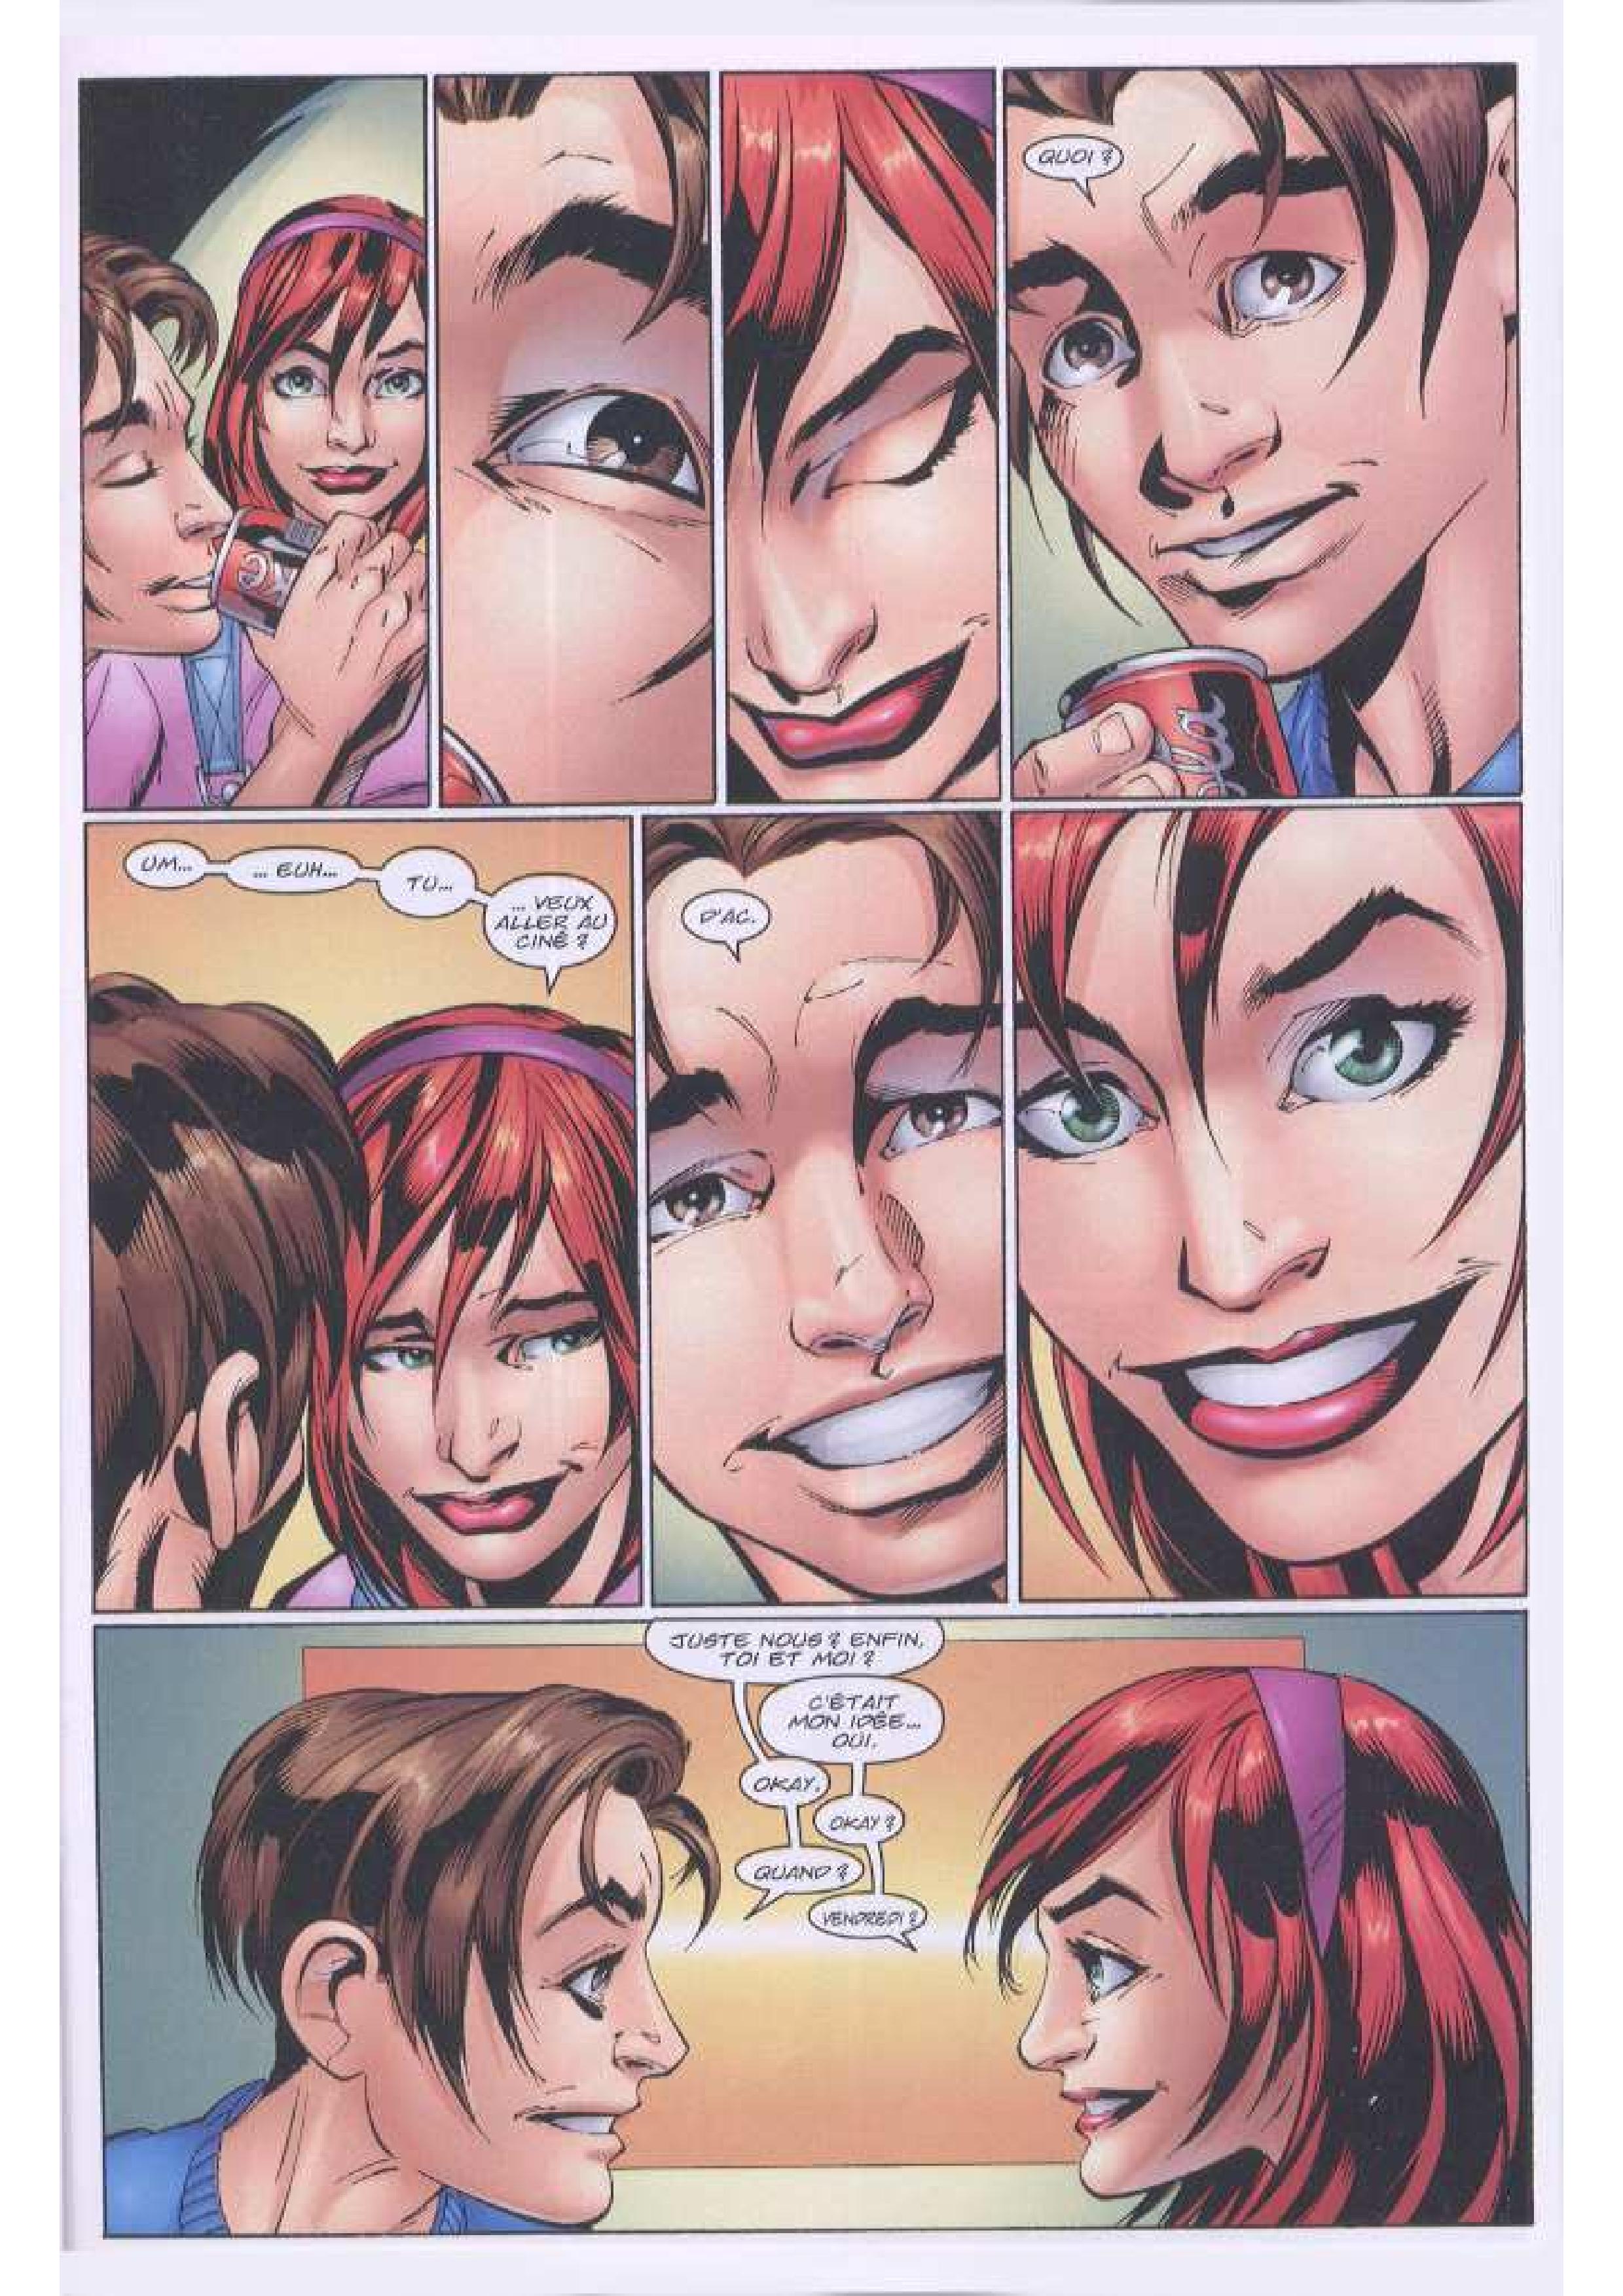 QUOI ?
UM...
... EUH...
TU...
... VEUX
ALLER AU
CINÉ ?
D'AC.
JUSTE NOUS ? ENFIN,
TOI ET MOI ?
C'ÉTAIT
MON IDÉE...
OUI.
OKAY.
OKAY ?
QUAND ?
VENDREDI ?